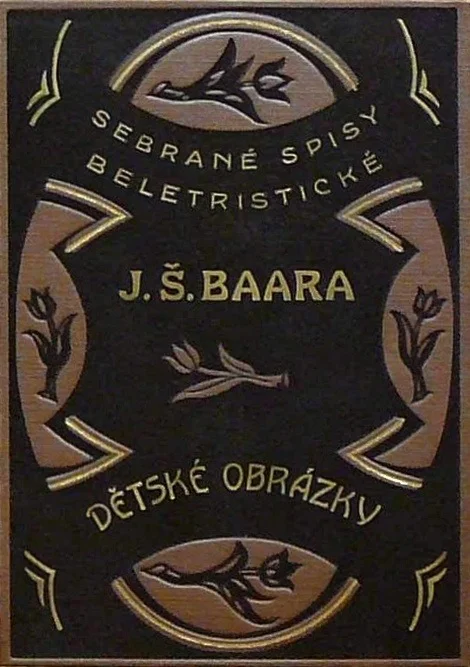 SEBRANÉ SPISY
BELETRISTICKÉ
J. Š. BAARA
DĚTSKÉ OBRÁZKY